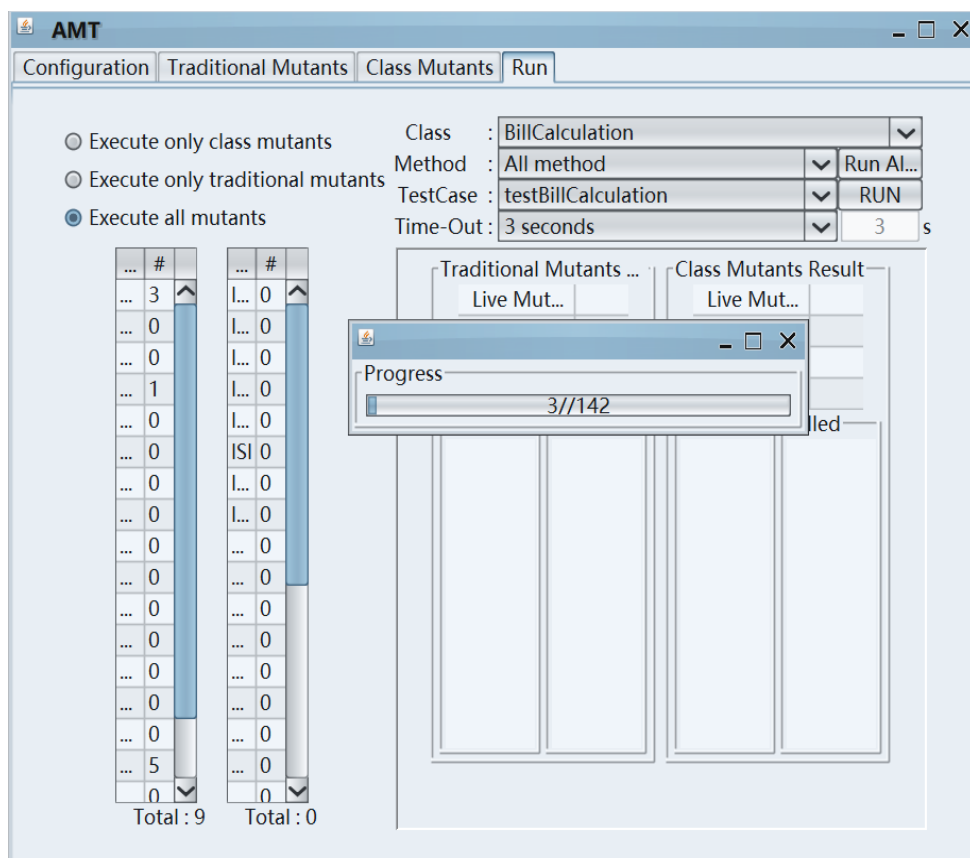 AMT
Configuration Traditional Mutants Class Mutants Run
Execute only class mutants
Execute only traditional mutants
Execute all mutants
Class : BillCalculation
Method : All method Run Al...
TestCase : testBillCalculation RUN
Time-Out : 3 seconds 3 s
... #
... 3
... 0
... 0
... 1
... 0
... 0
... 0
... 0
... 0
... 0
... 0
... 0
... 0
... 0
... 0
... 5
0
Total : 9
... #
I... 0
I... 0
I... 0
I... 0
I... 0
ISI 0
I... 0
I... 0
... 0
... 0
... 0
... 0
... 0
... 0
... 0
... 0
0
Total : 0
Traditional Mutants ...
Live Mut...
Class Mutants Result
Live Mut...
Progress
3//142